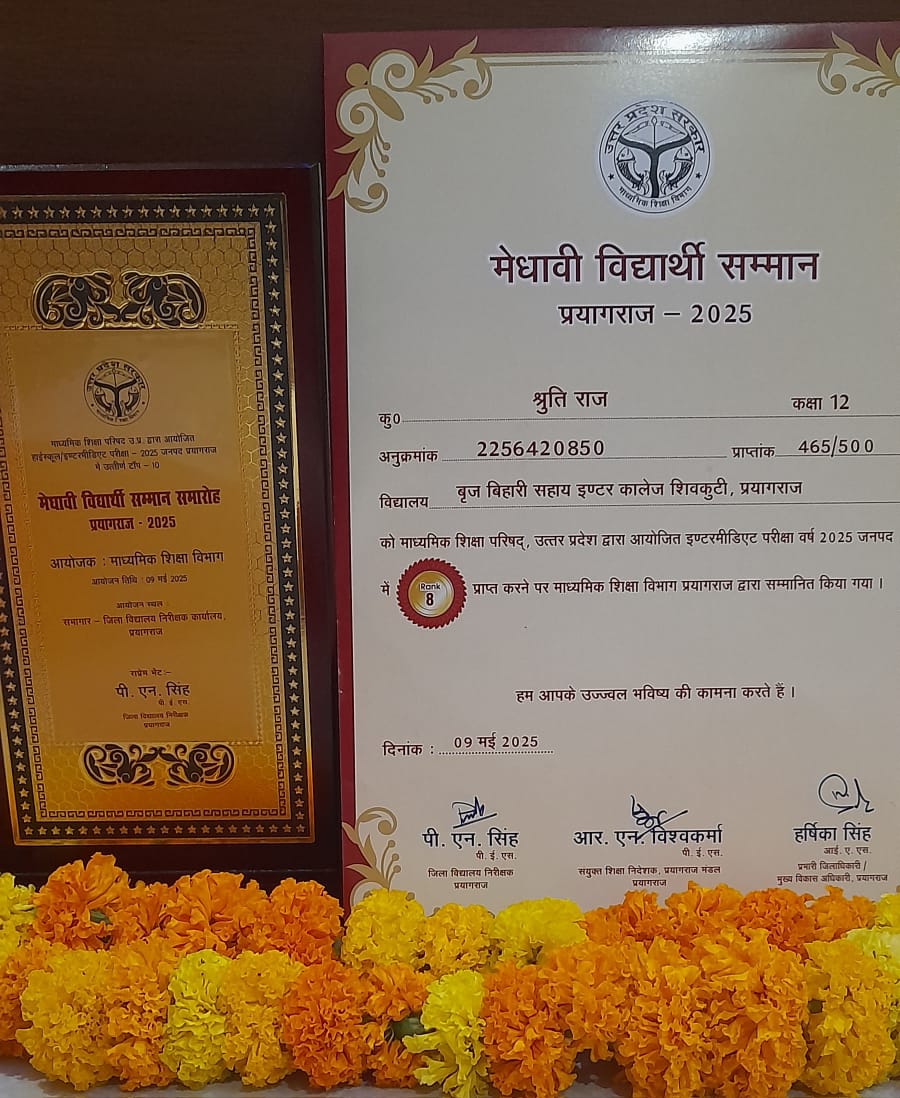 उत्तर प्रदेश सरकार
माध्यमिक शिक्षा परिषद उ.प्र. द्वारा आयोजित
हाईस्कूल/इण्टरमीडिएट परीक्षा – 2025 जनपद प्रयागराज
में उत्तीर्ण टॉप – 10
मेधावी विद्यार्थी सम्मान समारोह
प्रयागराज - 2025
आयोजक : माध्यमिक शिक्षा विभाग
आयोजन तिथि : 09 मई 2025
आयोजन स्थल :
सभागार – जिला विद्यालय निरीक्षक कार्यालय,
प्रयागराज
सप्रेम भेंट:–
पी. एन. सिंह
पी. ई. एस.
जिला विद्यालय निरीक्षक
प्रयागराज
उत्तर प्रदेश सरकार
माध्यमिक शिक्षा विभाग
मेधावी विद्यार्थी सम्मान
प्रयागराज – 2025
कु0 श्रुति राज कक्षा 12
अनुक्रमांक 2256420850 प्राप्तांक 465/500
विद्यालय बृज बिहारी सहाय इण्टर कालेज शिवकुटी, प्रयागराज
को माध्यमिक शिक्षा परिषद्, उत्तर प्रदेश द्वारा आयोजित इण्टरमीडिएट परीक्षा वर्ष 2025 जनपद
में Rank 8 प्राप्त करने पर माध्यमिक शिक्षा विभाग प्रयागराज द्वारा सम्मानित किया गया ।
हम आपके उज्ज्वल भविष्य की कामना करते हैं ।
दिनांक : 09 मई 2025
पी. एन. सिंह आर. एन. विश्वकर्मा हर्षिका सिंह
पी. ई. एस. पी. ई. एस. आई. ए. एस.
जिला विद्यालय निरीक्षक संयुक्त शिक्षा निदेशक, प्रयागराज मंडल प्रभारी जिलाधिकारी /
प्रयागराज प्रयागराज मुख्य विकास अधिकारी, प्रयागराज